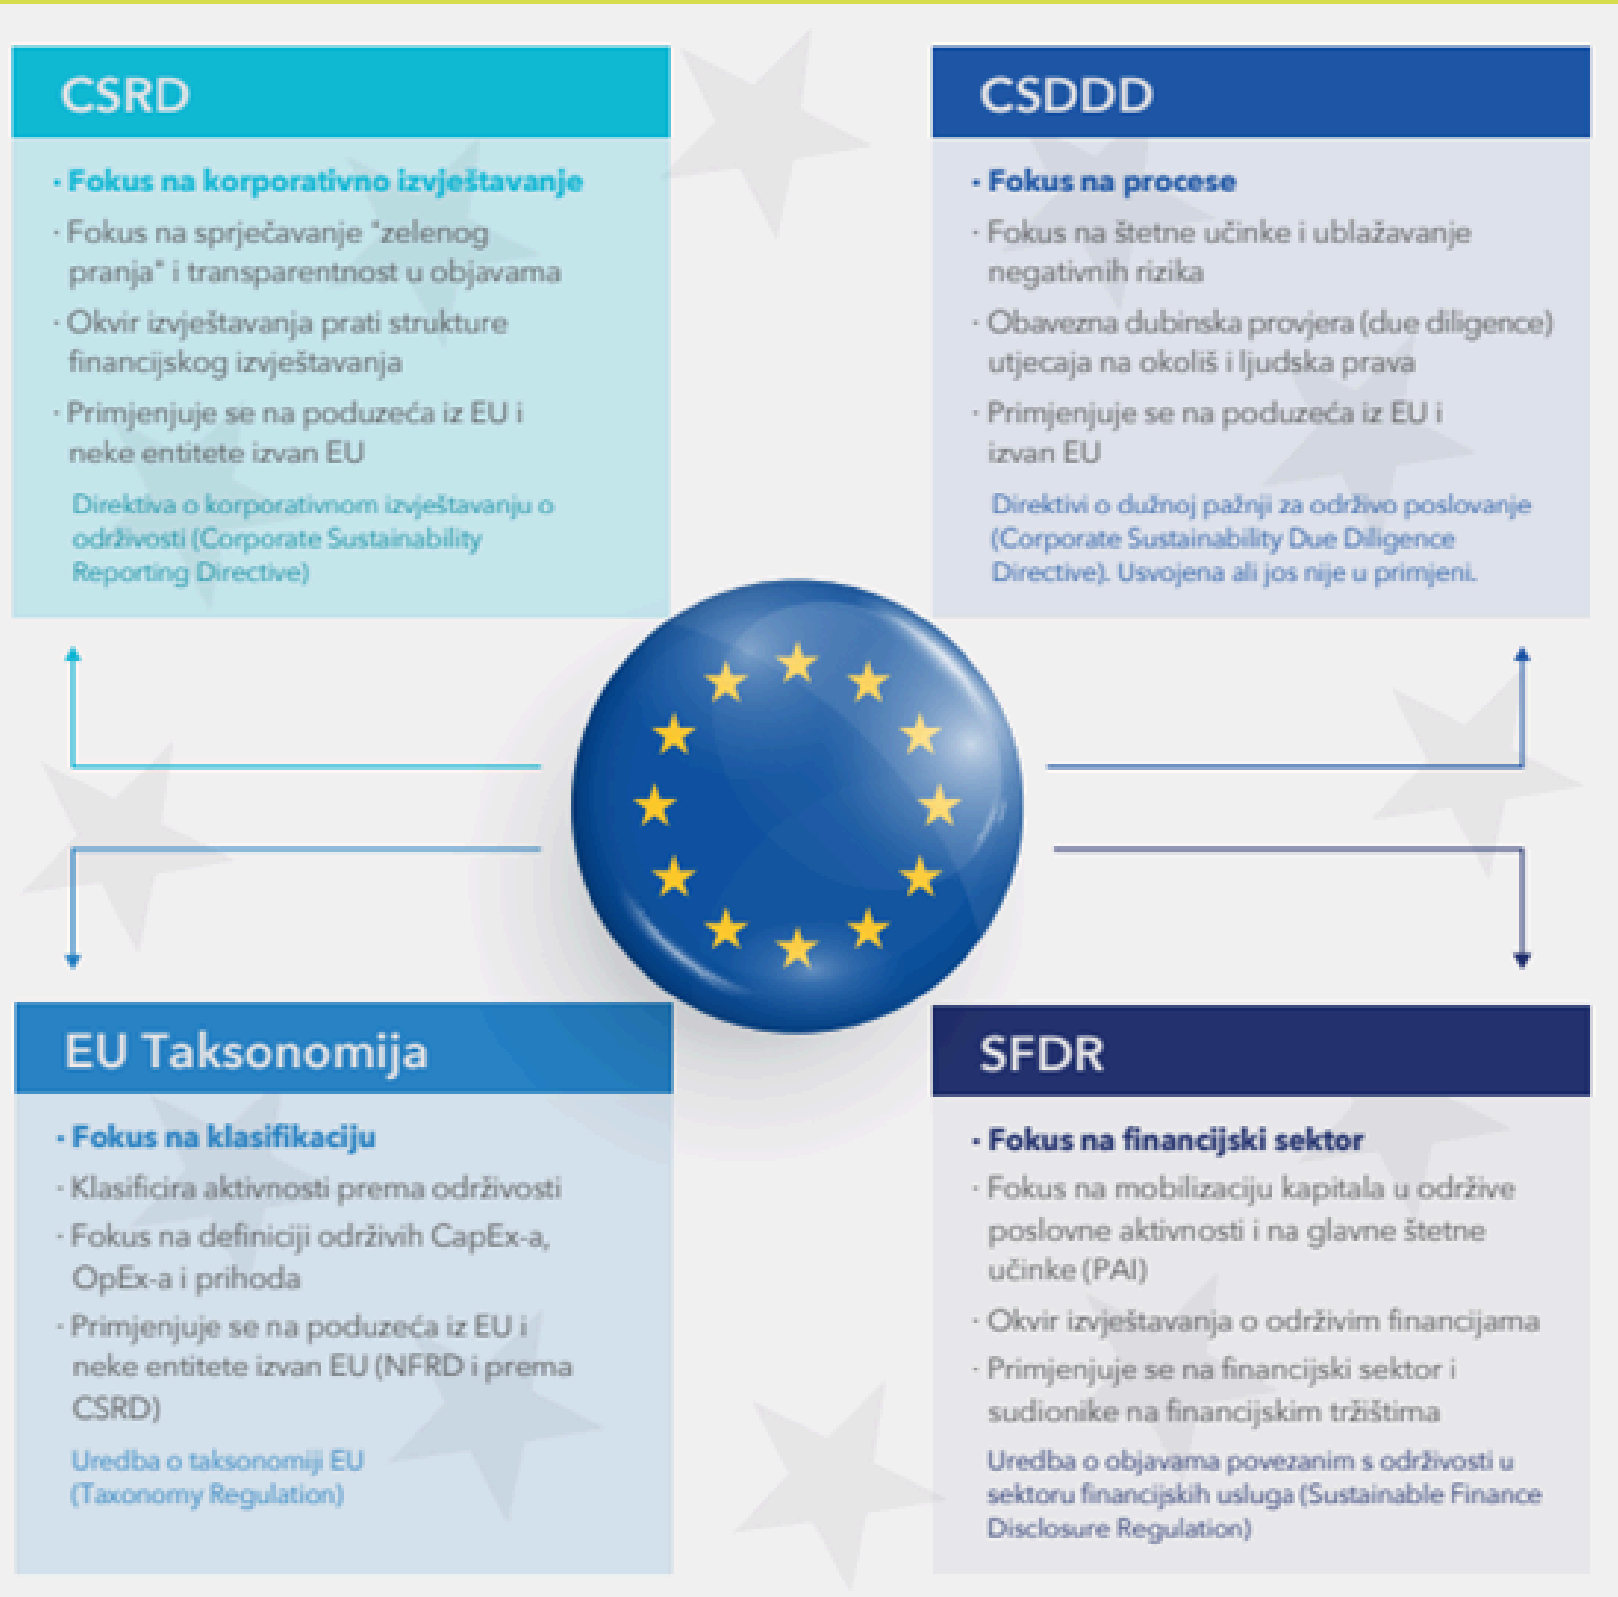 CSRD
· Fokus na korporativno izvještavanje
· Fokus na sprječavanje "zelenog
pranja" i transparentnost u objavama
· Okvir izvještavanja prati strukture
financijskog izvještavanja
· Primjenjuje se na poduzeća iz EU i
neke entitete izvan EU
Direktiva o korporativnom izvještavanju o
održivosti (Corporate Sustainability
Reporting Directive)
CSDDD
· Fokus na procese
· Fokus na štetne učinke i ublažavanje
negativnih rizika
· Obavezna dubinska provjera (due diligence)
utjecaja na okoliš i ljudska prava
· Primjenjuje se na poduzeća iz EU i
izvan EU
Direktivi o dužnoj pažnji za održivo poslovanje
(Corporate Sustainability Due Diligence
Directive). Usvojena ali jos nije u primjeni.
EU Taksonomija
· Fokus na klasifikaciju
· Klasificira aktivnosti prema održivosti
· Fokus na definiciji održivih CapEx-a,
OpEx-a i prihoda
· Primjenjuje se na poduzeća iz EU i
neke entitete izvan EU (NFRD i prema
CSRD)
Uredba o taksonomiji EU
(Taxonomy Regulation)
SFDR
· Fokus na financijski sektor
· Fokus na mobilizaciju kapitala u održive
poslovne aktivnosti i na glavne štetne
učinke (PAI)
· Okvir izvještavanja o održivim financijama
· Primjenjuje se na financijski sektor i
sudionike na financijskim tržištima
Uredba o objavama povezanim s održivosti u
sektoru financijskih usluga (Sustainable Finance
Disclosure Regulation)